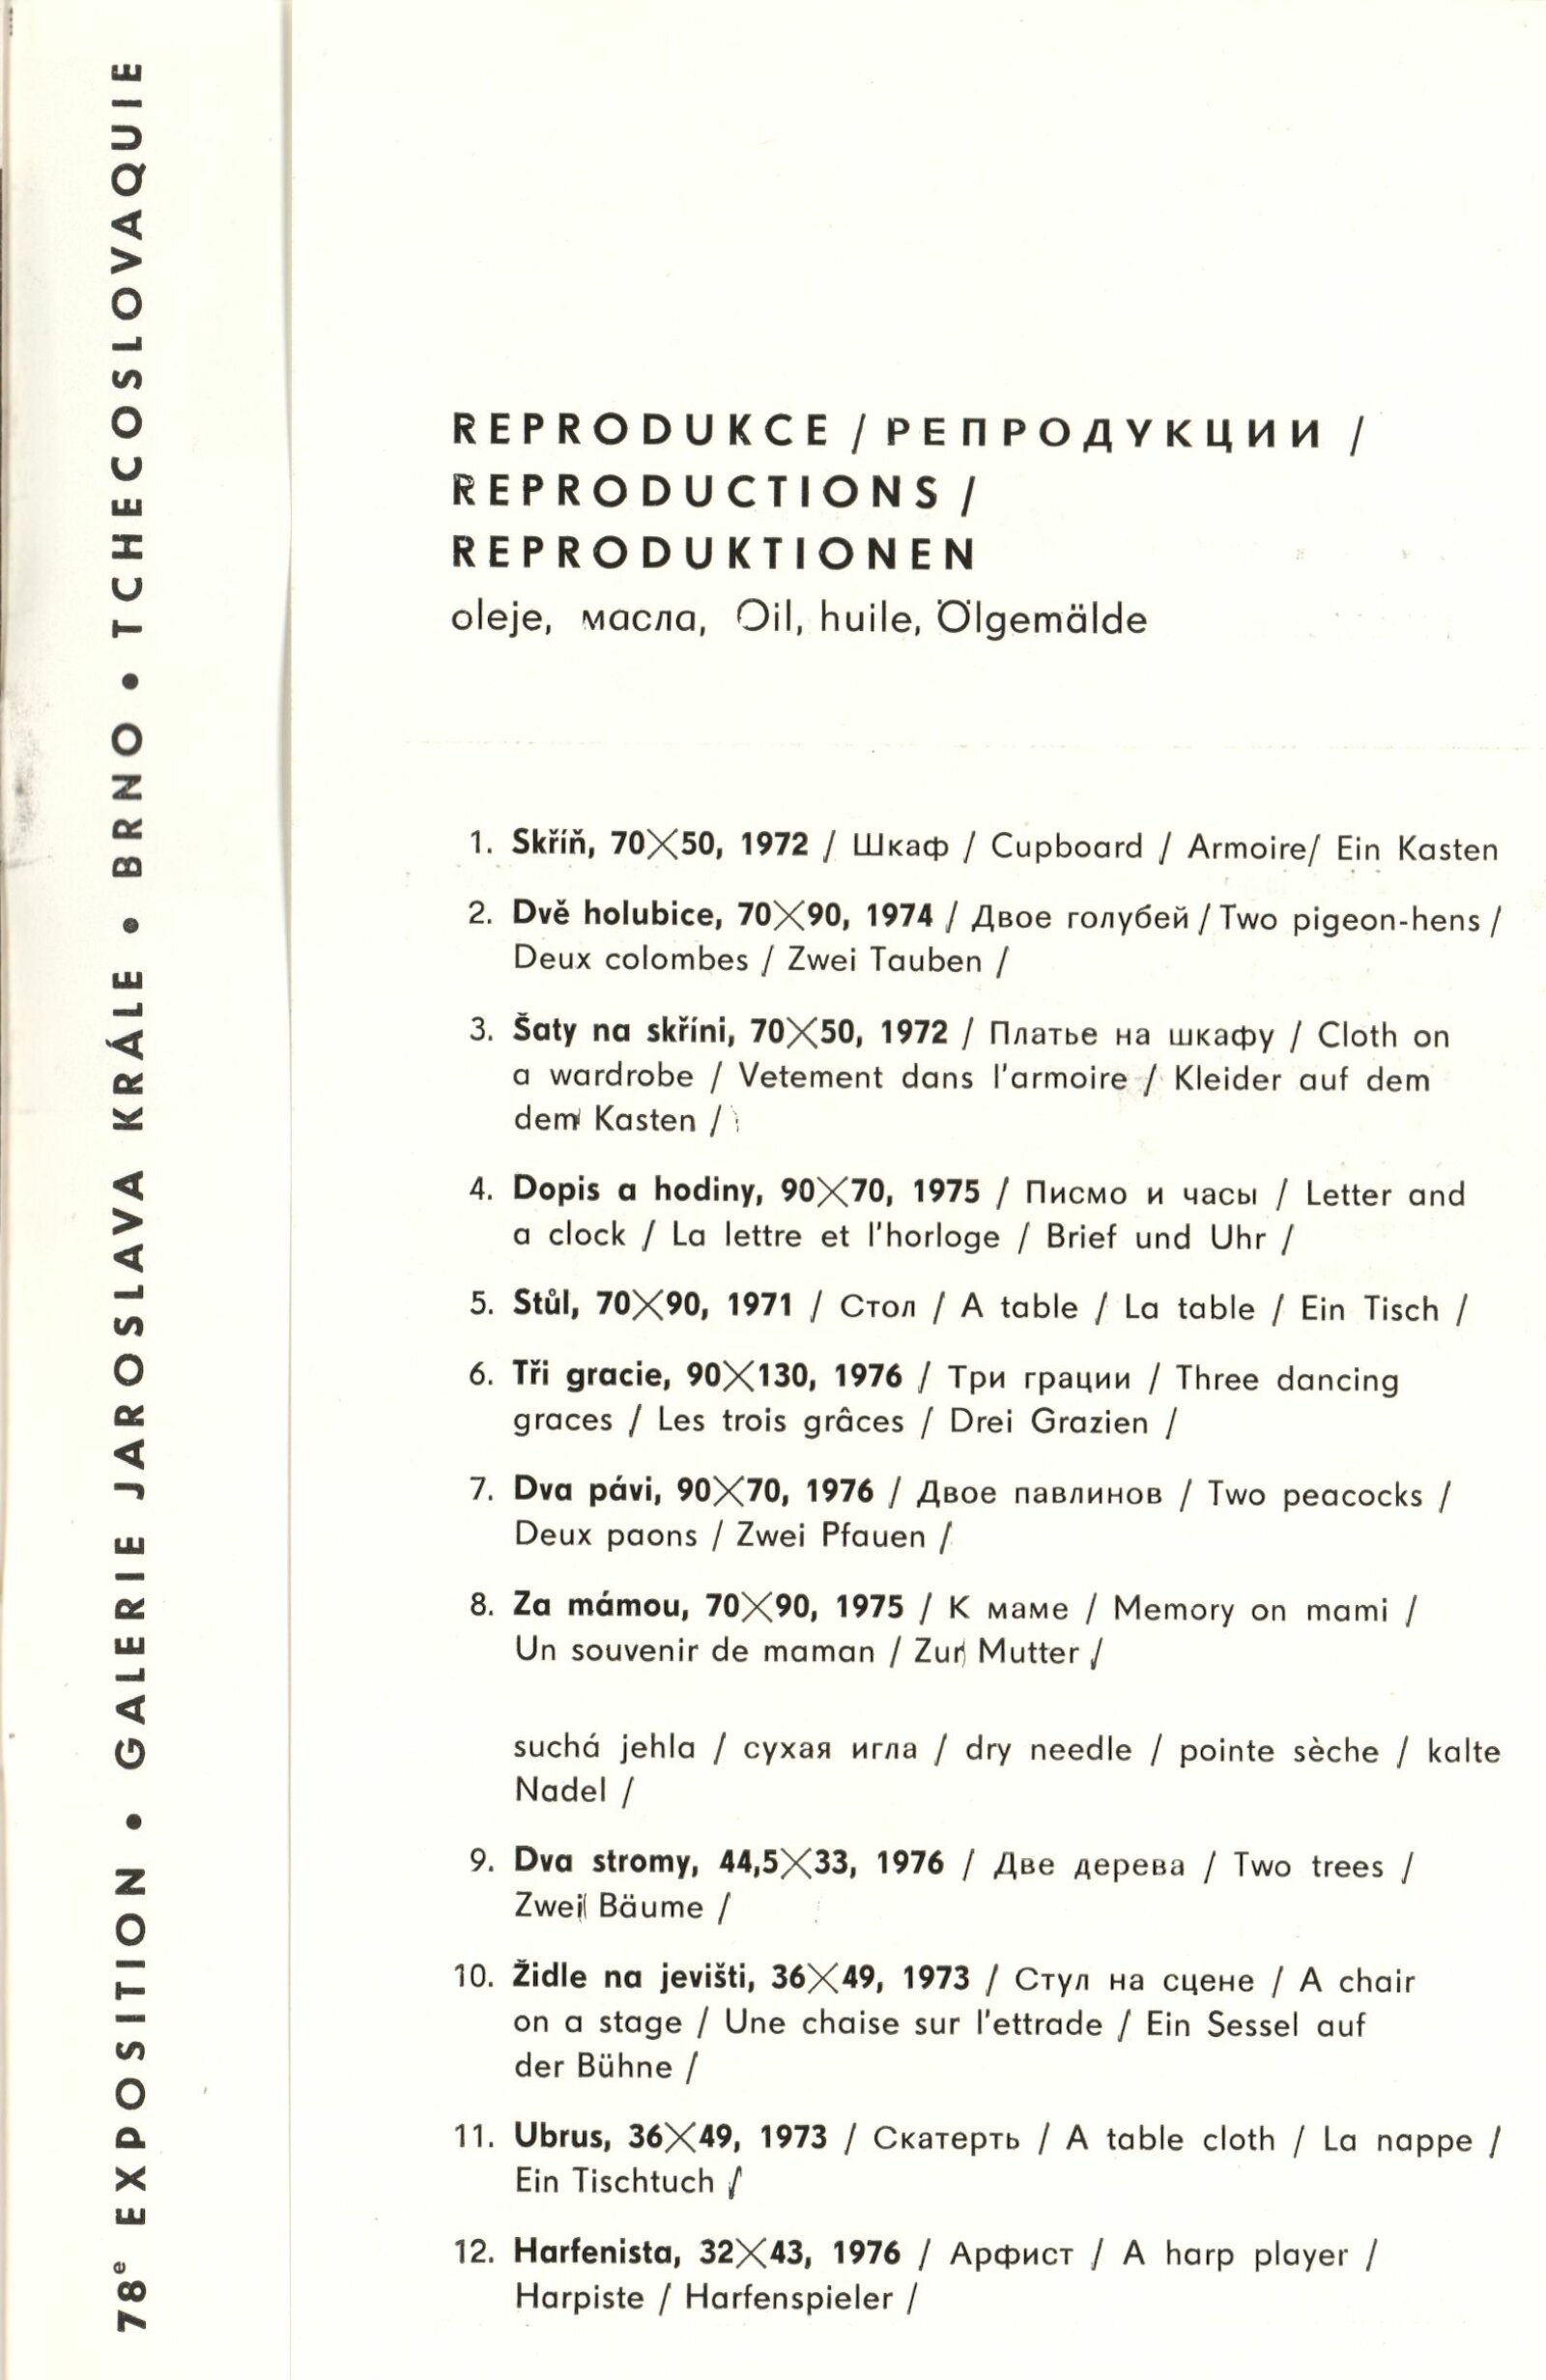 78e EXPOSITION • GALERIE JAROSLAVA KRÁLE • BRNO • TCHECOSLOVAQUIE
REPRODUKCE / РЕПРОДУКЦИИ /
REPRODUCTIONS /
REPRODUKTIONEN
oleje, масла, Oil, huile, Ölgemälde
1. Skříň, 70×50, 1972 / Шкаф / Cupboard / Armoire/ Ein Kasten
2. Dvě holubice, 70×90, 1974 / Двое голубей / Two pigeon-hens /
Deux colombes / Zwei Tauben /
3. Šaty na skříni, 70×50, 1972 / Платье на шкафу / Cloth on
a wardrobe / Vetement dans l'armoire / Kleider auf dem
dem Kasten /
4. Dopis a hodiny, 90×70, 1975 / Писмо и часы / Letter and
a clock / La lettre et l'horloge / Brief und Uhr /
5. Stůl, 70×90, 1971 / Стол / A table / La table / Ein Tisch /
6. Tři gracie, 90×130, 1976 / Три грации / Three dancing
graces / Les trois grâces / Drei Grazien /
7. Dva pávi, 90×70, 1976 / Двое павлинов / Two peacocks /
Deux paons / Zwei Pfauen /
8. Za mámou, 70×90, 1975 / К маме / Memory on mami /
Un souvenir de maman / Zur Mutter /
suchá jehla / сухая игла / dry needle / pointe sèche / kalte
Nadel /
9. Dva stromy, 44,5×33, 1976 / Две дерева / Two trees /
Zwei Bäume /
10. Židle na jevišti, 36×49, 1973 / Стул на сцене / A chair
on a stage / Une chaise sur l'ettrade / Ein Sessel auf
der Bühne /
11. Ubrus, 36×49, 1973 / Скатерть / A table cloth / La nappe /
Ein Tischtuch /
12. Harfenista, 32×43, 1976 / Арфист / A harp player /
Harpiste / Harfenspieler /